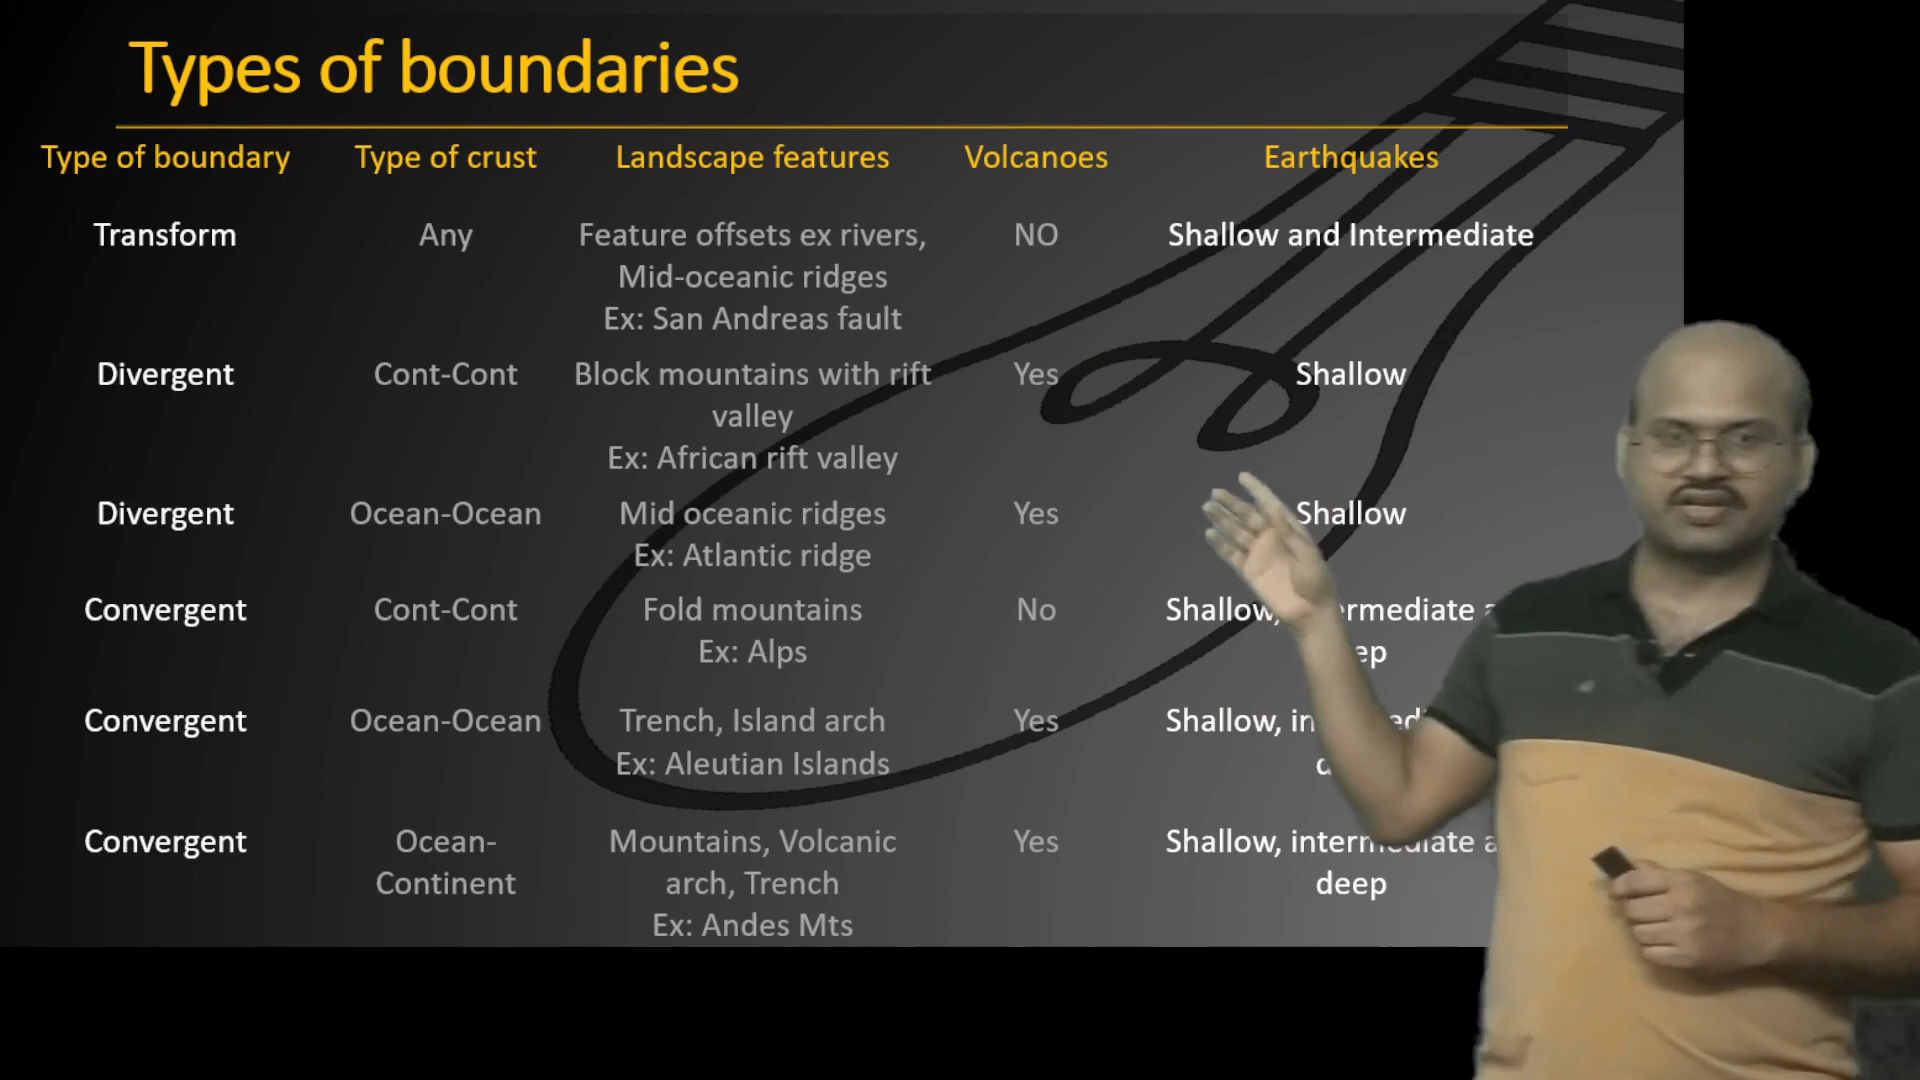 Types of boundaries
Type of boundary Type of crust Landscape features Volcanoes Earthquakes
Transform Any Feature offsets ex rivers, NO Shallow and Intermediate
Mid-oceanic ridges
Ex: San Andreas fault
Divergent Cont-Cont Block mountains with rift Yes Shallow
valley
Ex: African rift valley
Divergent Ocean-Ocean Mid oceanic ridges Yes Shallow
Ex: Atlantic ridge
Convergent Cont-Cont Fold mountains No Shallow,
Ex: Alps
Convergent Ocean-Ocean Trench, Island arch Yes Shallow,
Ex: Aleutian Islands
Convergent Ocean- Mountains, Volcanic Yes Shallow, intermediate
Continent arch, Trench deep
Ex: Andes Mts